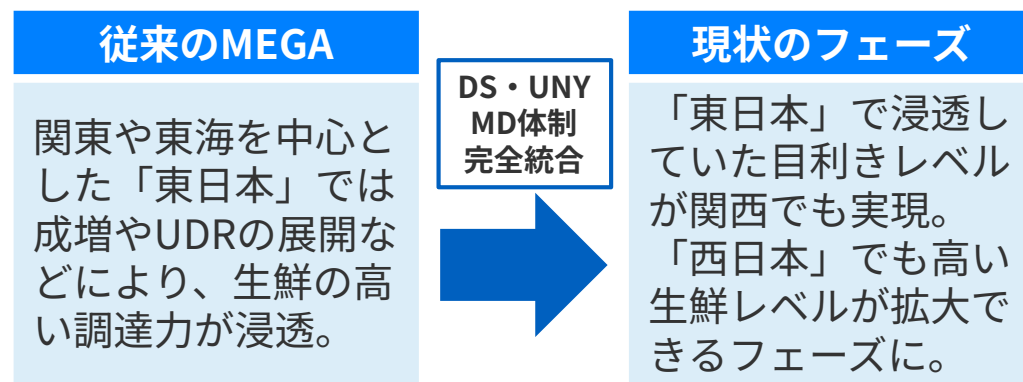 従来のMEGA
関東や東海を中心と
した「東日本」では
成増やUDRの展開な
どにより、生鮮の高
い調達力が浸透。
DS・UNY
MD体制
完全統合
現状のフェーズ
「東日本」で浸透し
ていた目利きレベル
が関西でも実現。
「西日本」でも高い
生鮮レベルが拡大で
きるフェーズに。